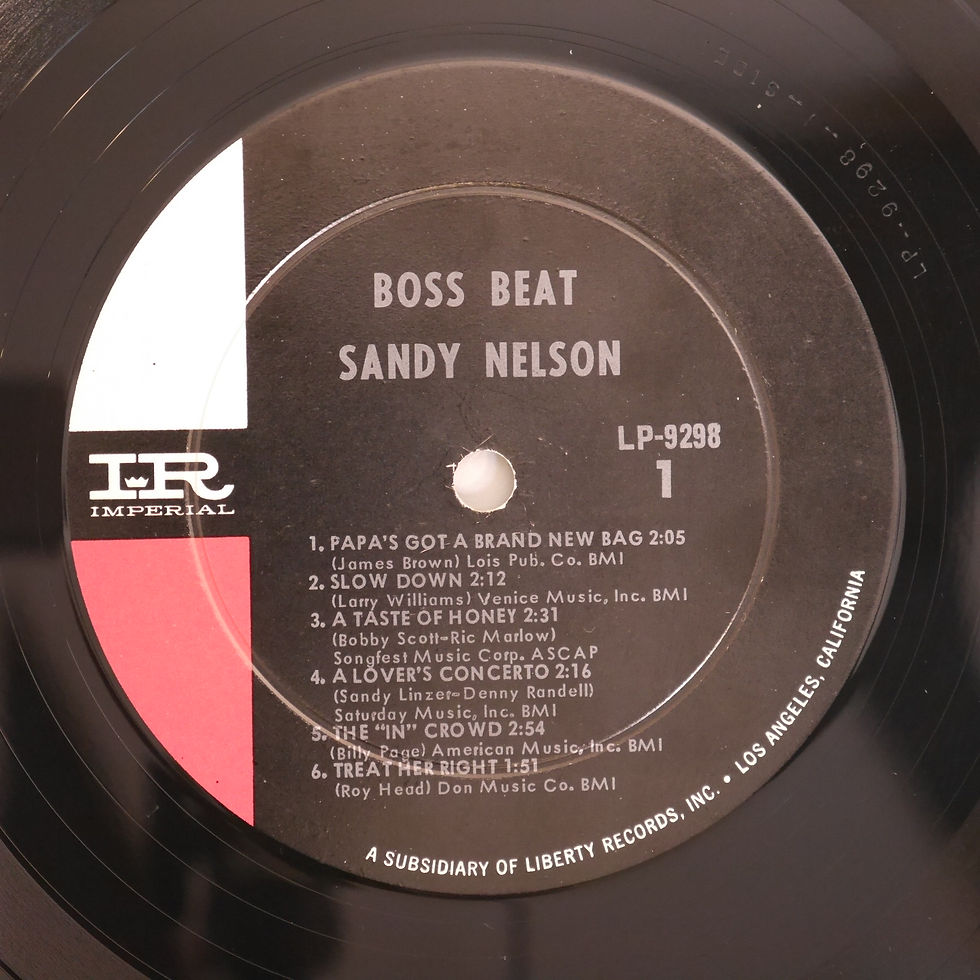 BOSS BEAT
SANDY NELSON
LP-9298
1
IR
IMPERIAL
1. PAPA'S GOT A BRAND NEW BAG 2:05
(James Brown) Lois Pub. Co. BMI
2. SLOW DOWN 2:12
(Larry Williams) Venice Music, Inc. BMI
3. A TASTE OF HONEY 2:31
(Bobby Scott-Ric Marlow)
Songfest Music Corp. ASCAP
4. A LOVER'S CONCERTO 2:16
(Sandy Linzer-Denny Randell)
Saturday Music, Inc. BMI
5. THE "IN" CROWD 2:54
(Billy Page) American Music, Inc. BMI
6. TREAT HER RIGHT 1:51
(Roy Head) Don Music Co. BMI
A SUBSIDIARY OF LIBERTY RECORDS, INC. • LOS ANGELES, CALIFORNIA
LP-9298--1-SIDE